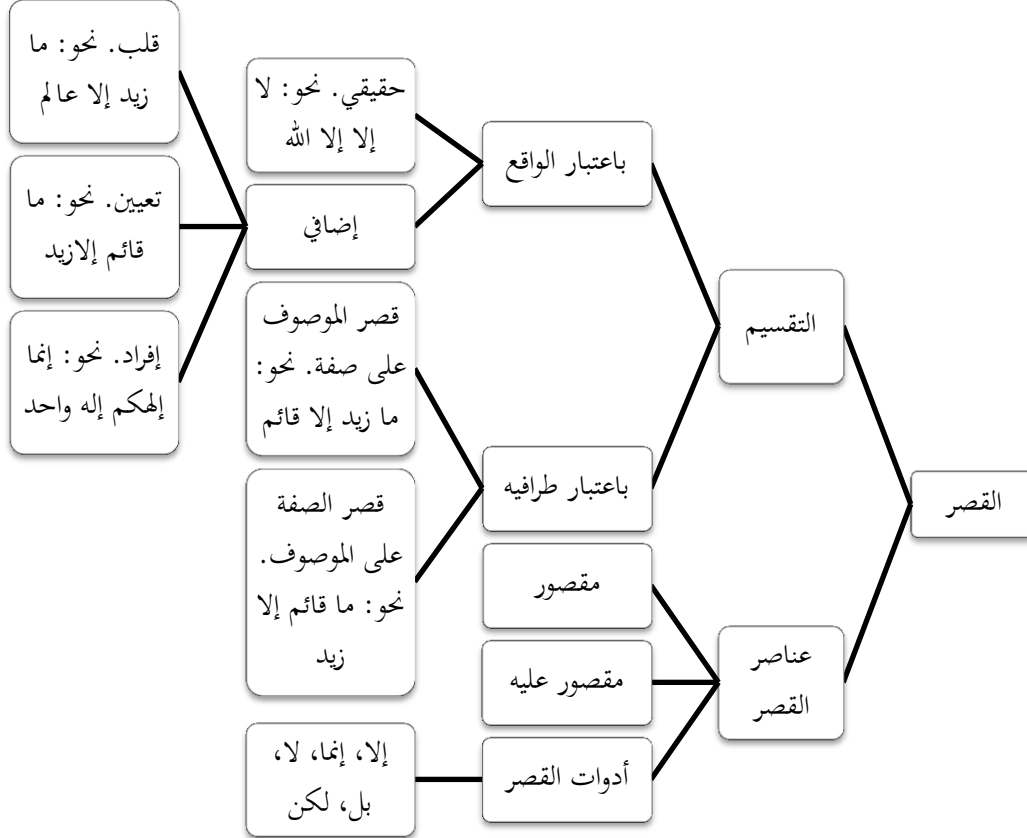 القصر
التقسيم
باعتبار الواقع
حقيقي. نحو: لا
إلا إلا الله
إضافي
قلب. نحو: ما
زيد إلا عالم
تعيين. نحو: ما
قائم إلازيد
إفراد. نحو: إنما
إلهكم إله واحد
باعتبار طرافيه
قصر الموصوف
على صفة. نحو:
ما زيد إلا قائم
قصر الصفة
على الموصوف.
نحو: ما قائم إلا
زيد
عناصر
القصر
مقصور
مقصور عليه
أدوات القصر
إلا، إنما، لا،
بل، لكن